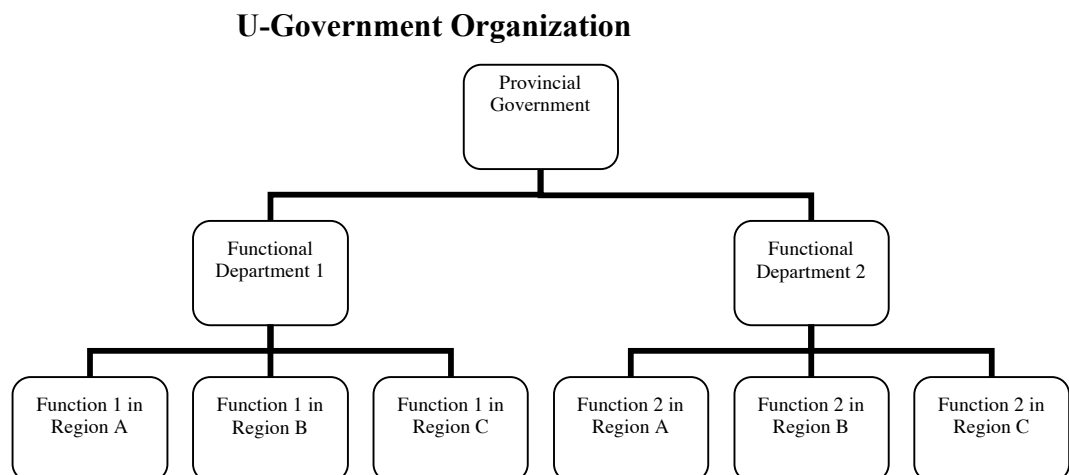 U-Government Organization
Provincial
Government
Functional
Department 1
Functional
Department 2
Function 1 in
Region A
Function 1 in
Region B
Function 1 in
Region C
Function 2 in
Region A
Function 2 in
Region B
Function 2 in
Region C